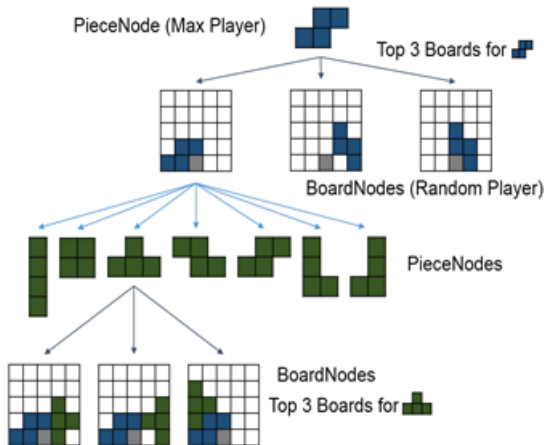 PieceNode (Max Player)
Top 3 Boards for
BoardNodes (Random Player)
PieceNodes
BoardNodes
Top 3 Boards for